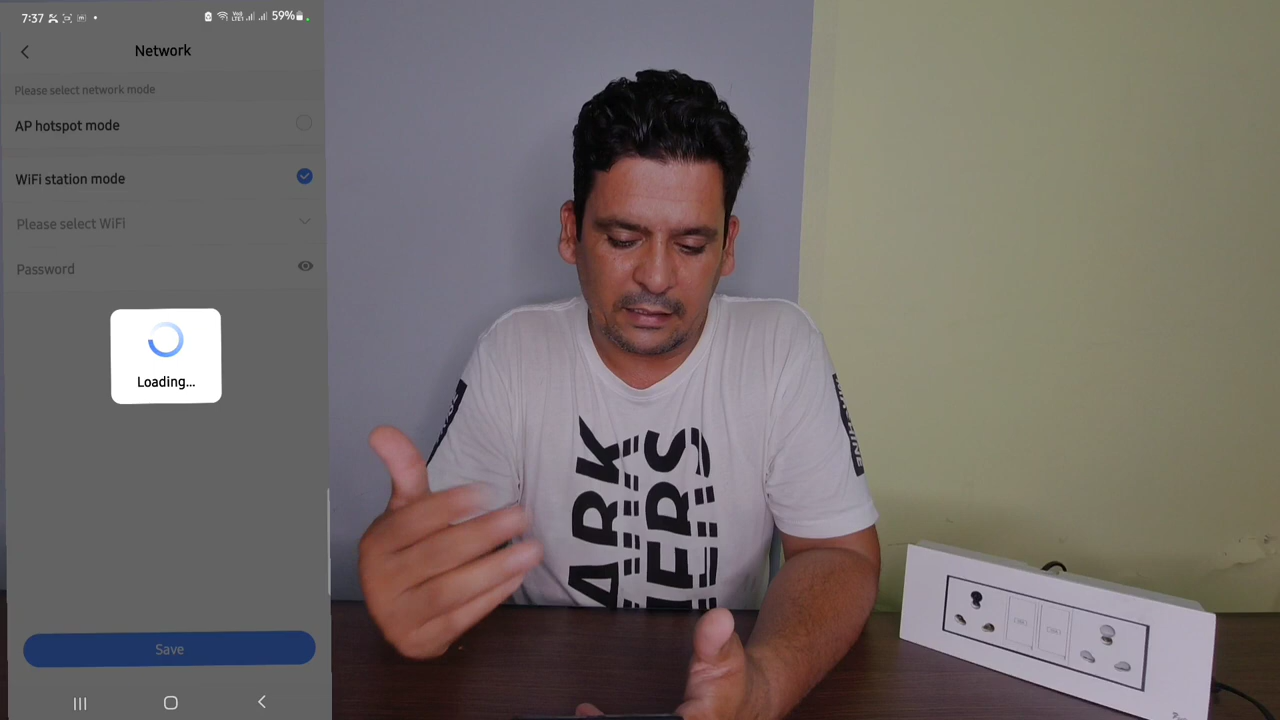 7:37
59%
Network
Please select network mode
AP hotspot mode
WiFi station mode
Please select WiFi
Password
Loading...
Save
ARK